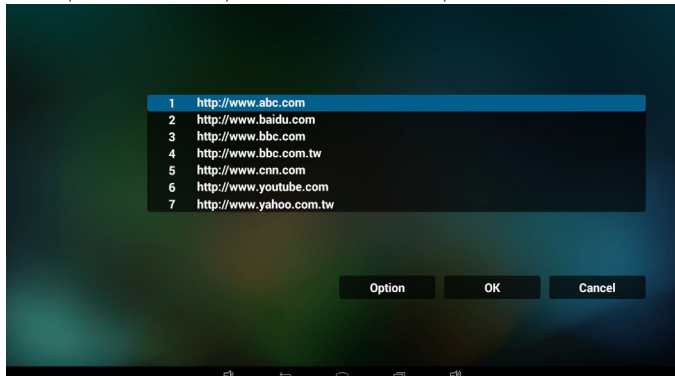 1 http://www.abc.com
2 http://www.baidu.com
3 http://www.bbc.com
4 http://www.bbc.com.tw
5 http://www.cnn.com
6 http://www.youtube.com
7 http://www.yahoo.com.tw
Option OK Cancel